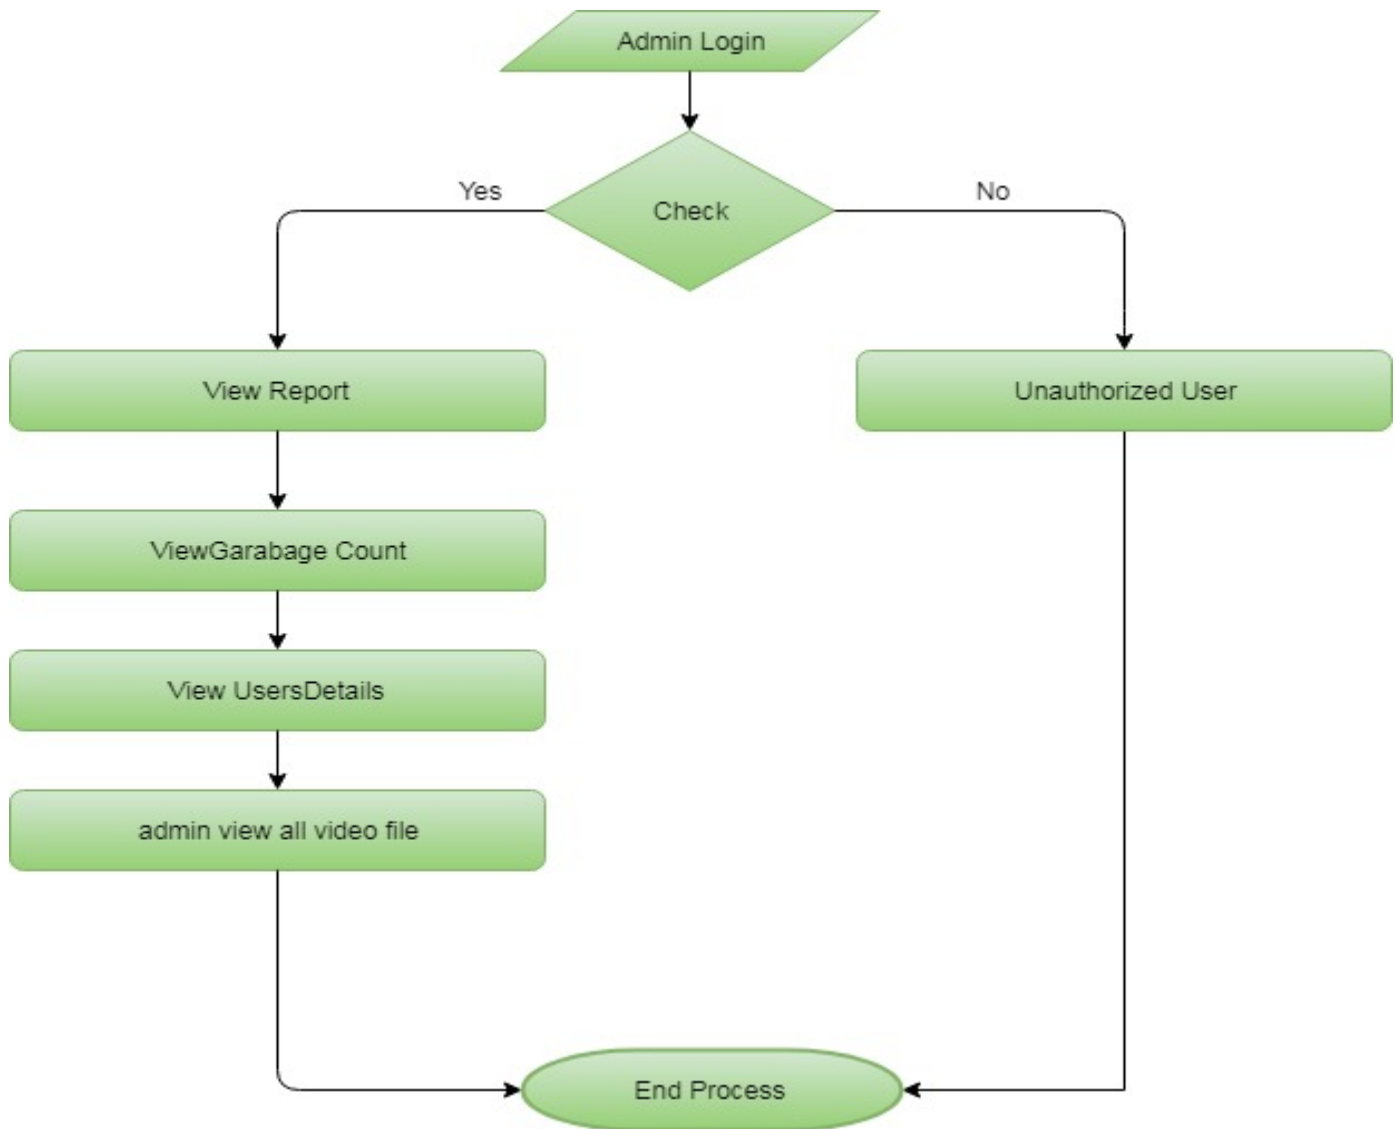 Admin Login
Yes
Check
No
View Report
Unauthorized User
ViewGarabage Count
View UsersDetails
admin view all video file
End Process